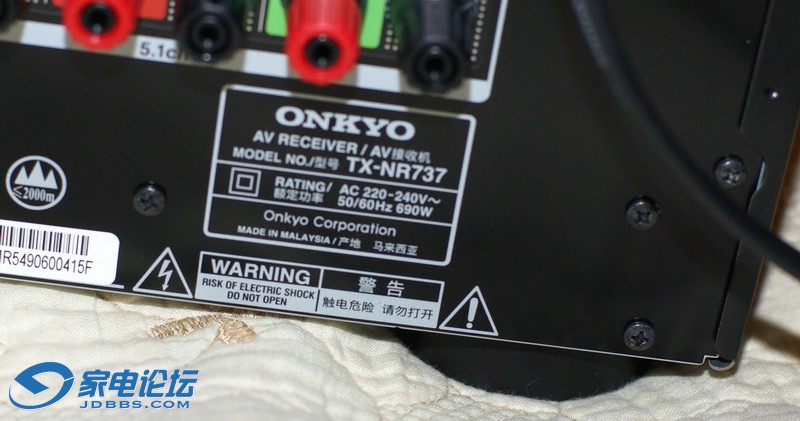 5.1ch
ONKYO
AV RECEIVER / AV接收机
MODEL NO./型号 TX-NR737
RATING/ AC 220-240V~
额定功率 50/60Hz 690W
Onkyo Corporation
MADE IN MALAYSIA / 产地 马来西亚
≤2000m
R5490600415F
WARNING 警告
RISK OF ELECTRIC SHOCK
DO NOT OPEN
触电危险 请勿打开
家电论坛
JDBBS.COM